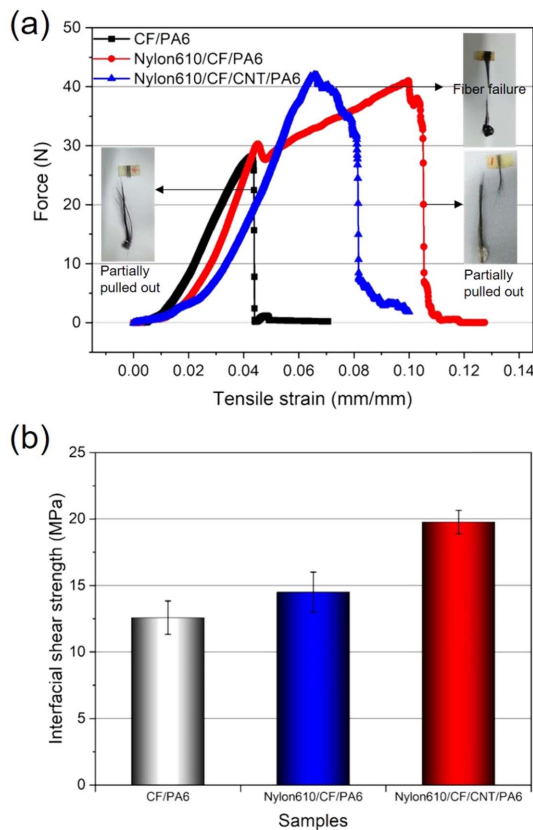 (a)
50
40
30
20
10
0
Force (N)
CF/PA6
Nylon610/CF/PA6
Nylon610/CF/CNT/PA6
Fiber failure
Partially
pulled out
Partially
pulled out
0.00 0.02 0.04 0.06 0.08 0.10 0.12 0.14
Tensile strain (mm/mm)
(b)
25
20
15
10
5
0
Interfacial shear strength (MPa)
CF/PA6 Nylon610/CF/PA6 Nylon610/CF/CNT/PA6
Samples